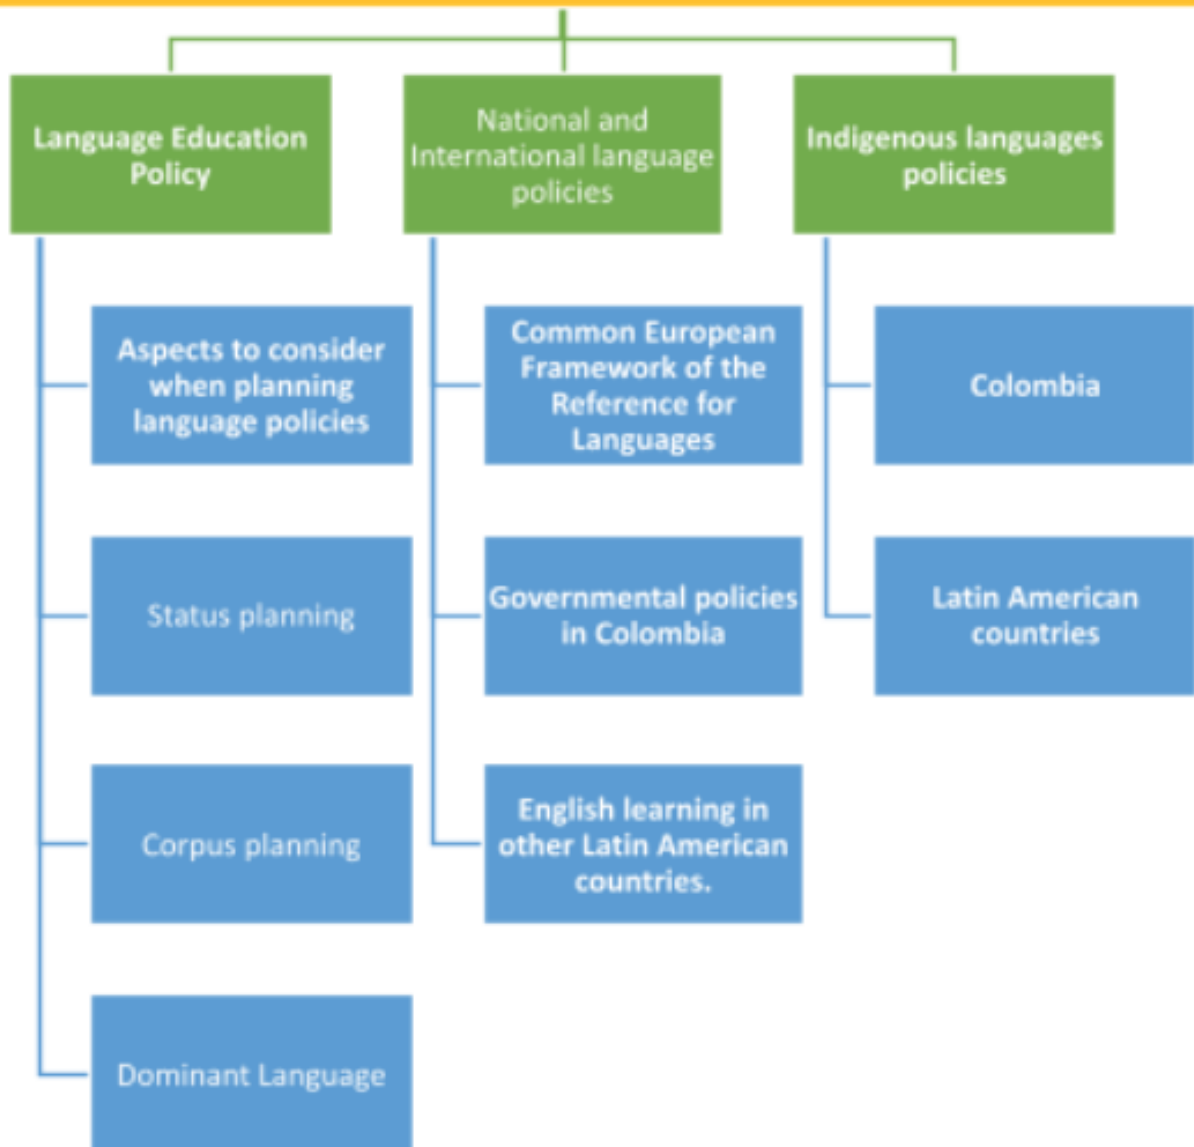 Language Education
Policy
National and
International language
policies
Indigenous languages
policies
Aspects to consider
when planning
language policies
Status planning
Corpus planning
Dominant Language
Common European
Framework of the
Reference for
Languages
Governmental policies
in Colombia
English learning in
other Latin American
countries.
Colombia
Latin American
countries